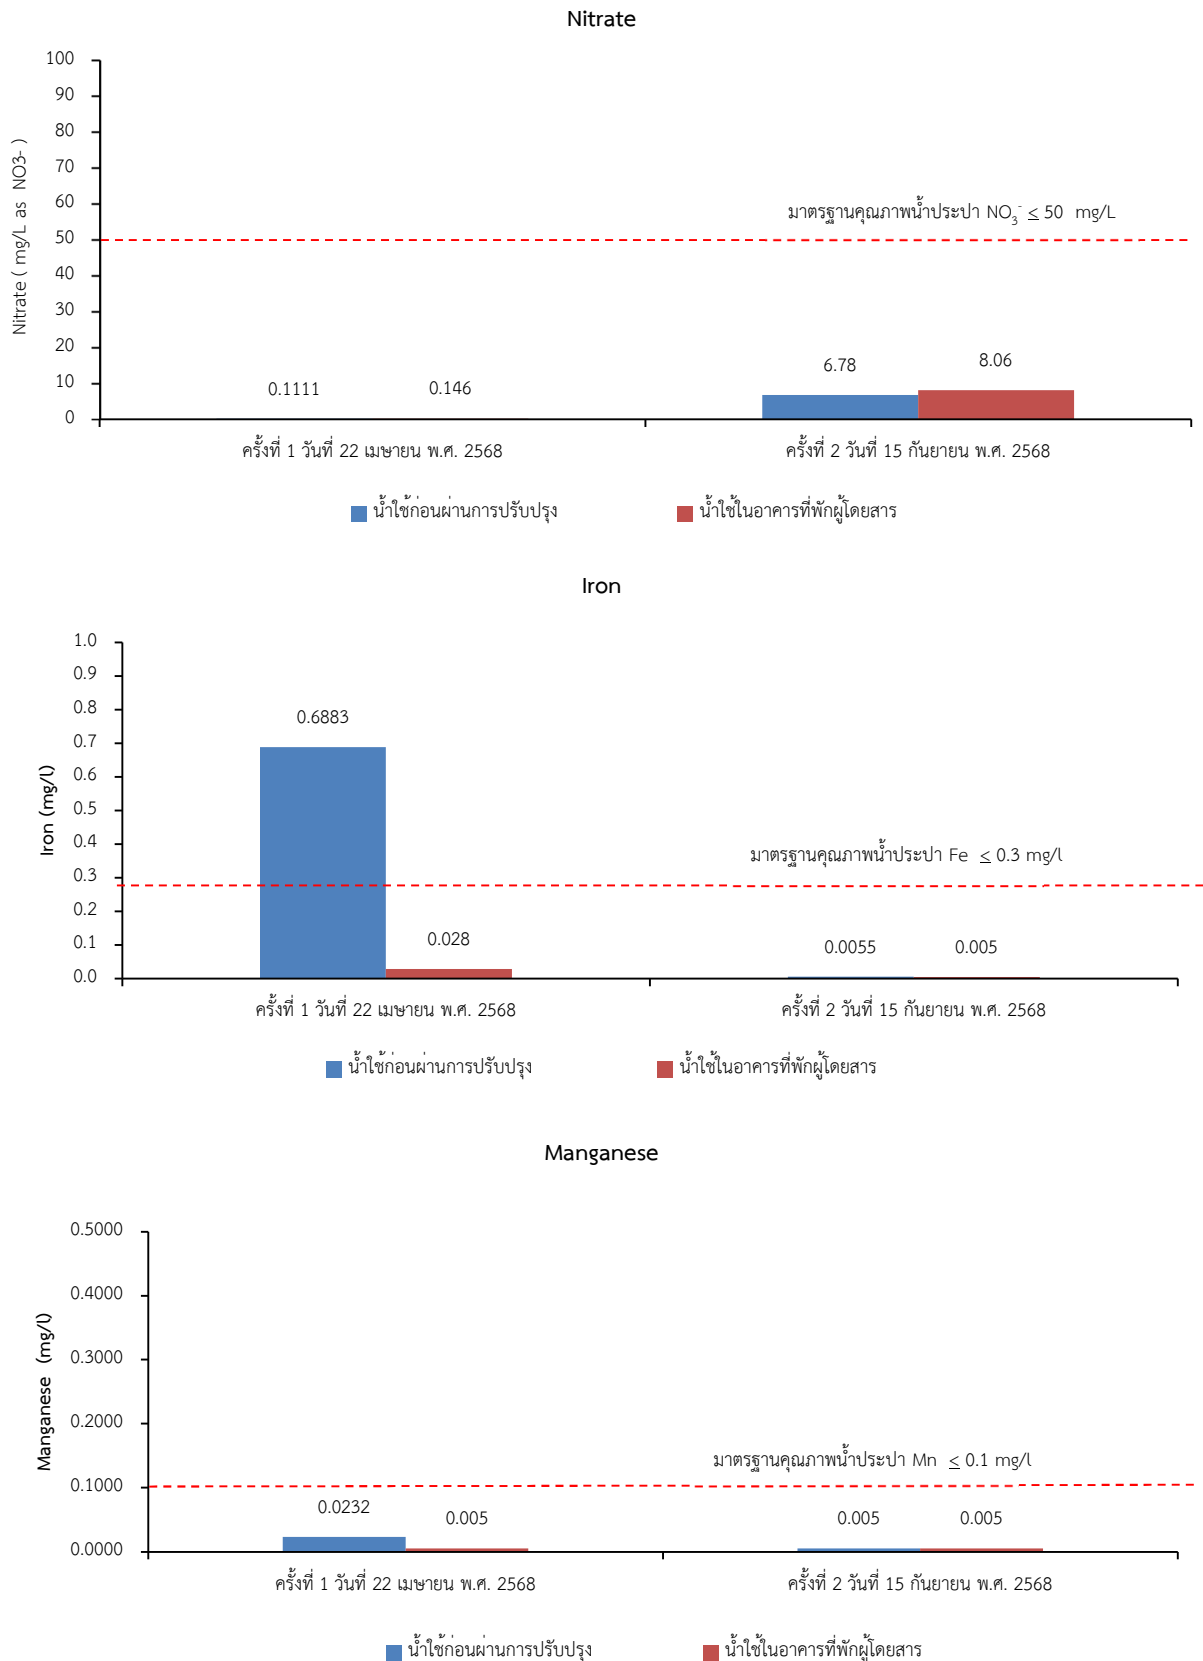 Nitrate
Nitrate ( mg/L as NO3- )
100
90
80
70
60
50
40
30
20
10
0
มาตรฐานคุณภาพน้ำประปา NO₃⁻ ≤ 50 mg/L
0.1111
0.146
6.78
8.06
ครั้งที่ 1 วันที่ 22 เมษายน พ.ศ. 2568
ครั้งที่ 2 วันที่ 15 กันยายน พ.ศ. 2568
น้ำใช้ก่อนผ่านการปรับปรุง
น้ำใช้ในอาคารที่พักผู้โดยสาร
Iron
Iron (mg/l)
1.0
0.9
0.8
0.7
0.6
0.5
0.4
0.3
0.2
0.1
0.0
0.6883
มาตรฐานคุณภาพน้ำประปา Fe ≤ 0.3 mg/l
0.028
0.0055
0.005
ครั้งที่ 1 วันที่ 22 เมษายน พ.ศ. 2568
ครั้งที่ 2 วันที่ 15 กันยายน พ.ศ. 2568
น้ำใช้ก่อนผ่านการปรับปรุง
น้ำใช้ในอาคารที่พักผู้โดยสาร
Manganese
Manganese (mg/l)
0.5000
0.4000
0.3000
0.2000
0.1000
0.0000
มาตรฐานคุณภาพน้ำประปา Mn ≤ 0.1 mg/l
0.0232
0.005
0.005
0.005
ครั้งที่ 1 วันที่ 22 เมษายน พ.ศ. 2568
ครั้งที่ 2 วันที่ 15 กันยายน พ.ศ. 2568
น้ำใช้ก่อนผ่านการปรับปรุง
น้ำใช้ในอาคารที่พักผู้โดยสาร